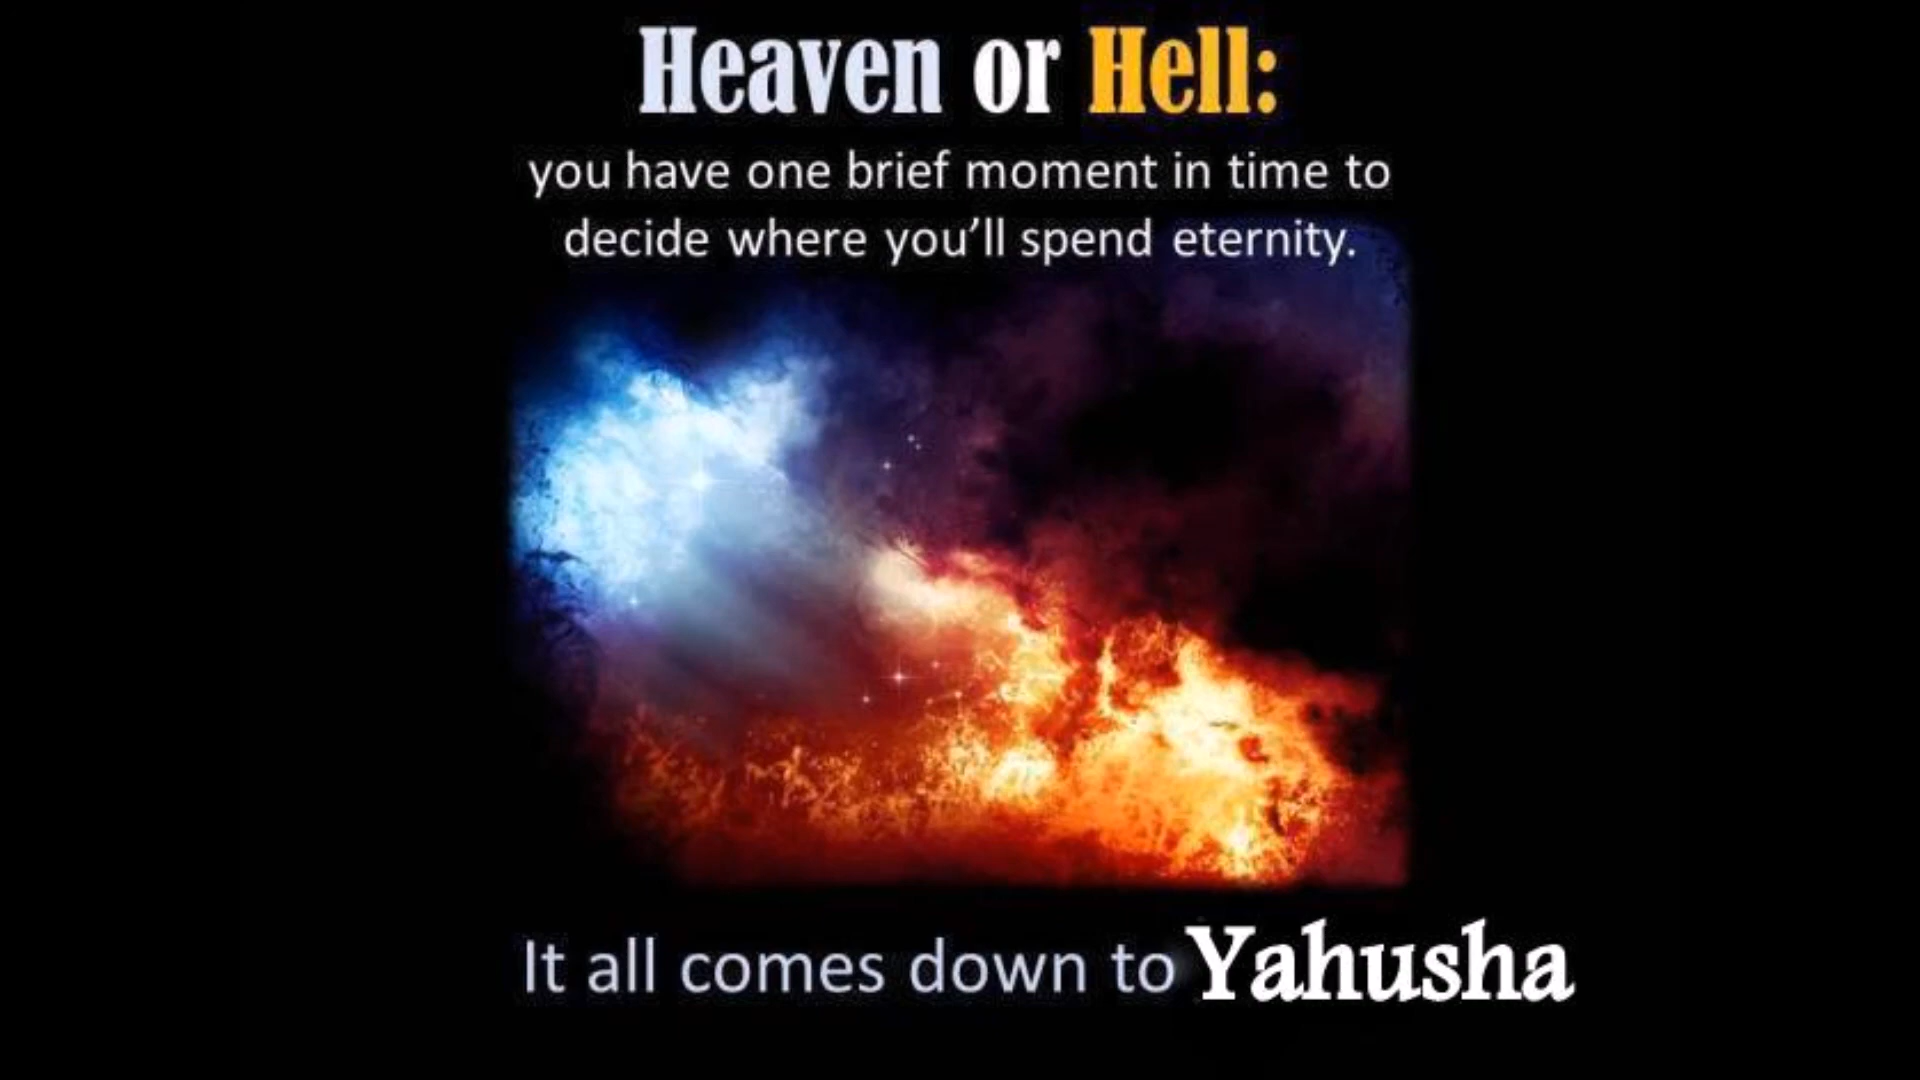 Heaven or Hell:
you have one brief moment in time to
decide where you'll spend eternity.
It all comes down to Yahusha